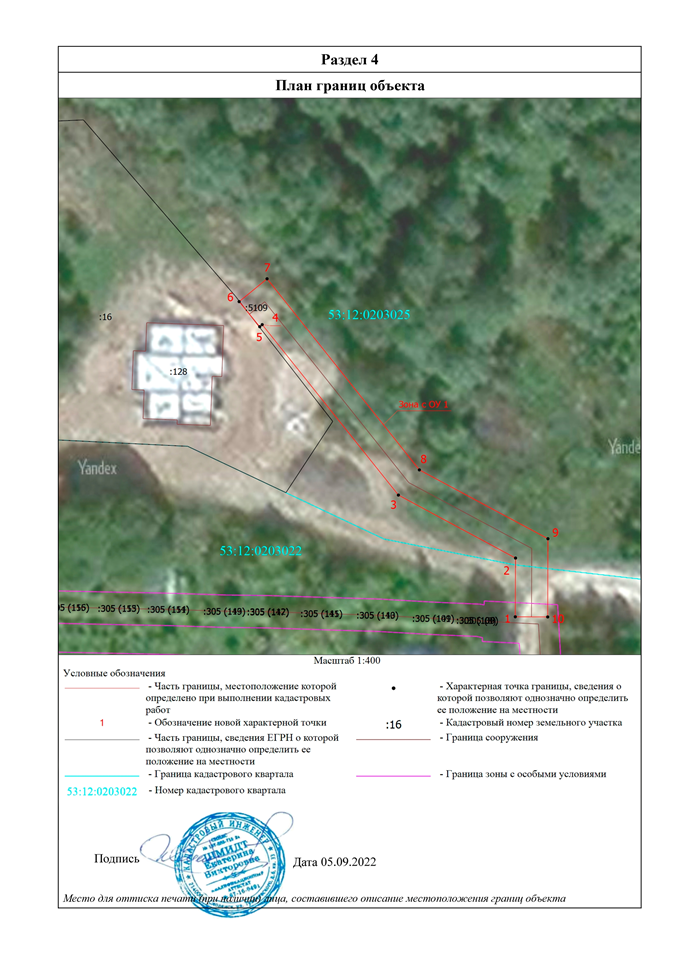 Раздел 4
План границ объекта
7
6
:5109
:16
4
53:12:0203025
5
:128
Зона с ОУ 1
8
Yandex
Yande
3
9
53:12:0203022
2
:305 (153) :305 (151) :305 (149) :305 (147) :305 (145) :305 (143)
1 10
Масштаб 1:400
Условные обозначения
- Часть границы, местоположение которой
определено при выполнении кадастровых
работ
- Характерная точка границы, сведения о
которой позволяют однозначно определить
ее положение на местности
1 - Обозначение новой характерной точки
:16 - Кадастровый номер земельного участка
- Часть границы, сведения ЕГРН о которой
позволяют однозначно определить ее
положение на местности
- Граница сооружения
- Граница кадастрового квартала
- Граница зоны с особыми условиями
53:12:0203022 - Номер кадастрового квартала
КАДАСТРОВЫЙ ИНЖЕНЕР
ШМИДТ
Екатерина
Викторовна
Подпись
Дата 05.09.2022
Место для оттиска печати (при наличии) лица, составившего описание местоположения границ объекта